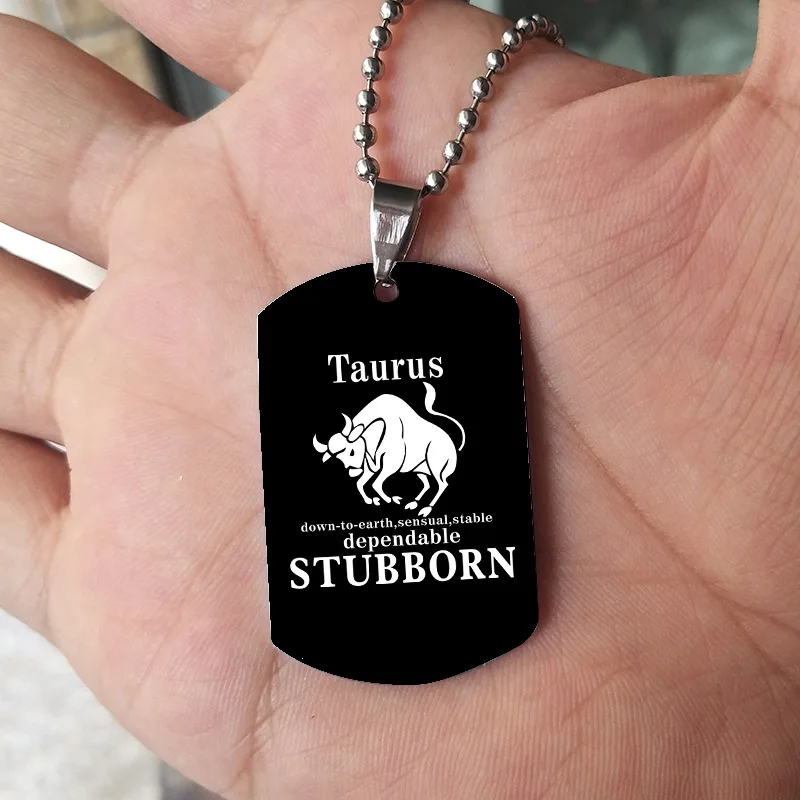 Taurus
down-to-earth,sensual,stable
dependable
STUBBORN